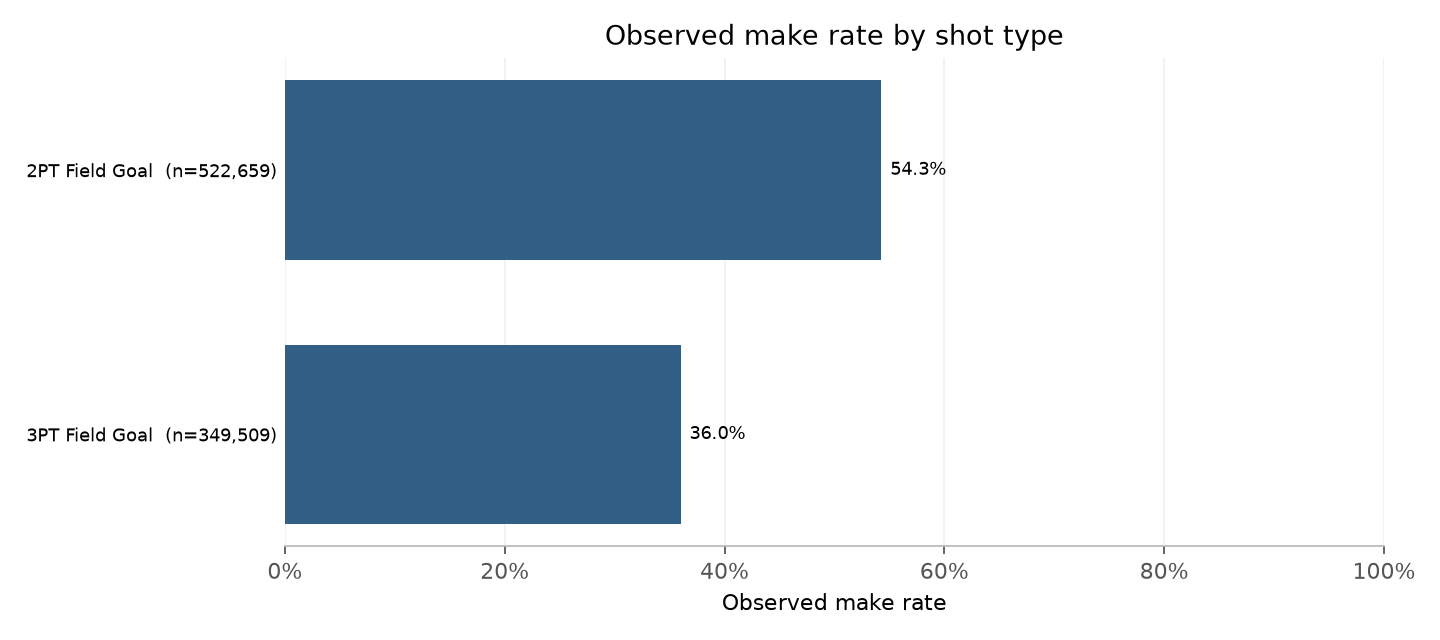 Observed make rate by shot type
2PT Field Goal  (n=522,659)
54.3%
3PT Field Goal  (n=349,509)
36.0%
0%
20%
40%
60%
80%
100%
Observed make rate